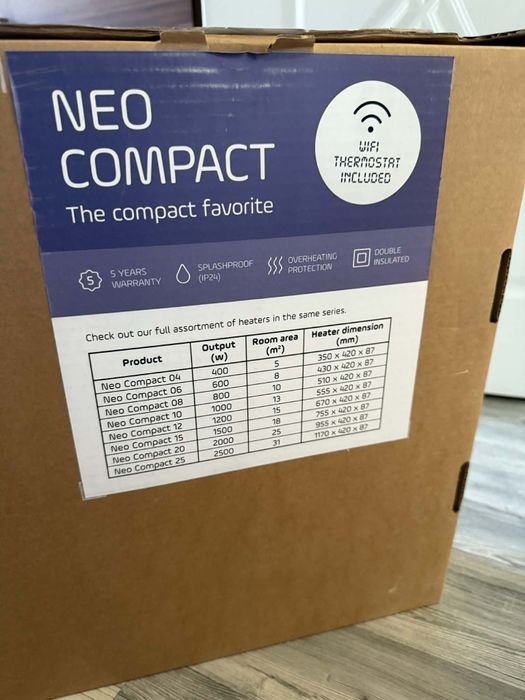 NEO
COMPACT
The compact favorite
WIFI
THERMOSTAT
INCLUDED
5
5 YEARS
WARRANTY
SPLASHPROOF
(IP24)
OVERHEATING
PROTECTION
DOUBLE
INSULATED
Check out our full assortment of heaters in the same series.
Product Output (w) Room area (m²) Heater dimension (mm)
Neo Compact 04 400 5 350 x 420 x 87
Neo Compact 06 600 8 430 x 420 x 87
Neo Compact 08 800 10 510 x 420 x 87
Neo Compact 10 1000 13 555 x 420 x 87
Neo Compact 12 1200 15 670 x 420 x 87
Neo Compact 15 1500 18 755 x 420 x 87
Neo Compact 20 2000 25 955 x 420 x 87
Neo Compact 25 2500 31 1170 x 420 x 87